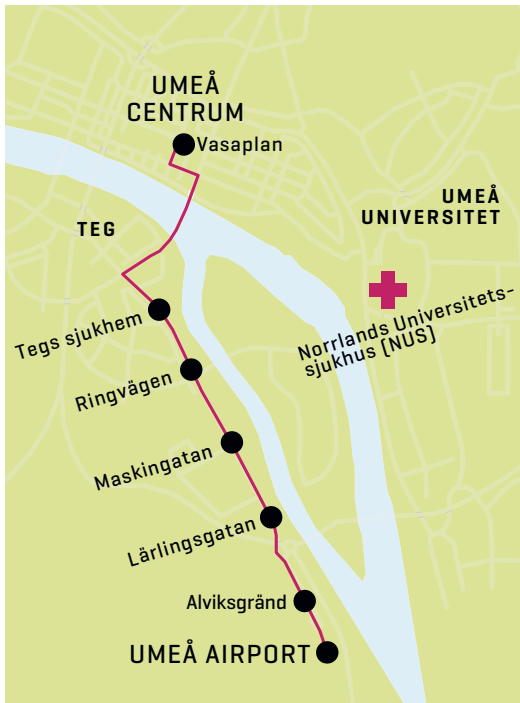 UMEÅ
CENTRUM
Vasaplan
UMEÅ
UNIVERSITET
TEG
Norrlands Universitets-
sjukhus (NUS)
Tegs sjukhem
Ringvägen
Maskingatan
Lärlingsgatan
Alviksgränd
UMEÅ AIRPORT